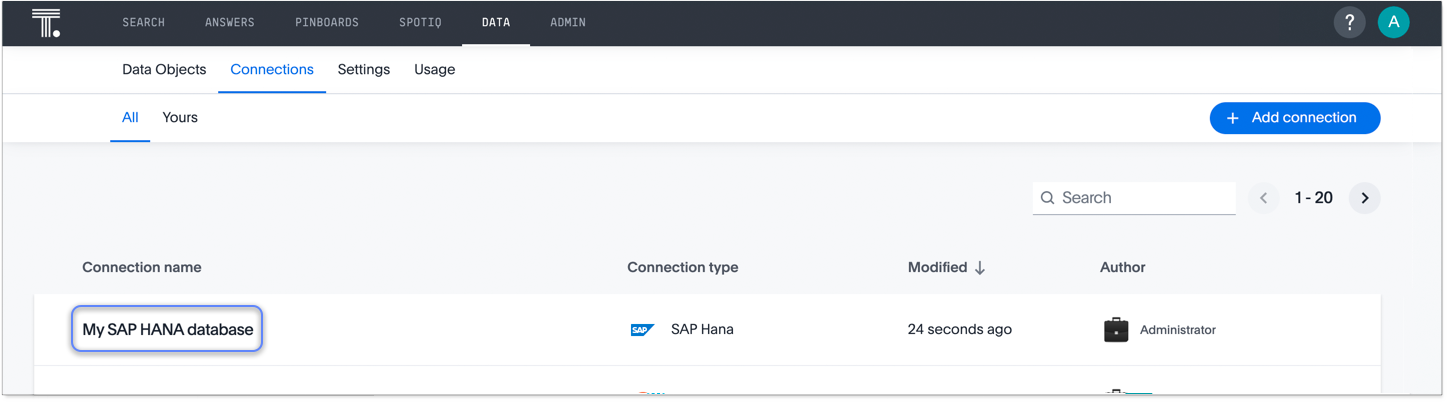 T. SEARCH ANSWERS PINBOARDS SPOTIQ DATA ADMIN ? A
Data Objects Connections Settings Usage
All Yours + Add connection
Search 1 - 20
Connection name Connection type Modified ↓ Author
My SAP HANA database SAP SAP Hana 24 seconds ago Administrator